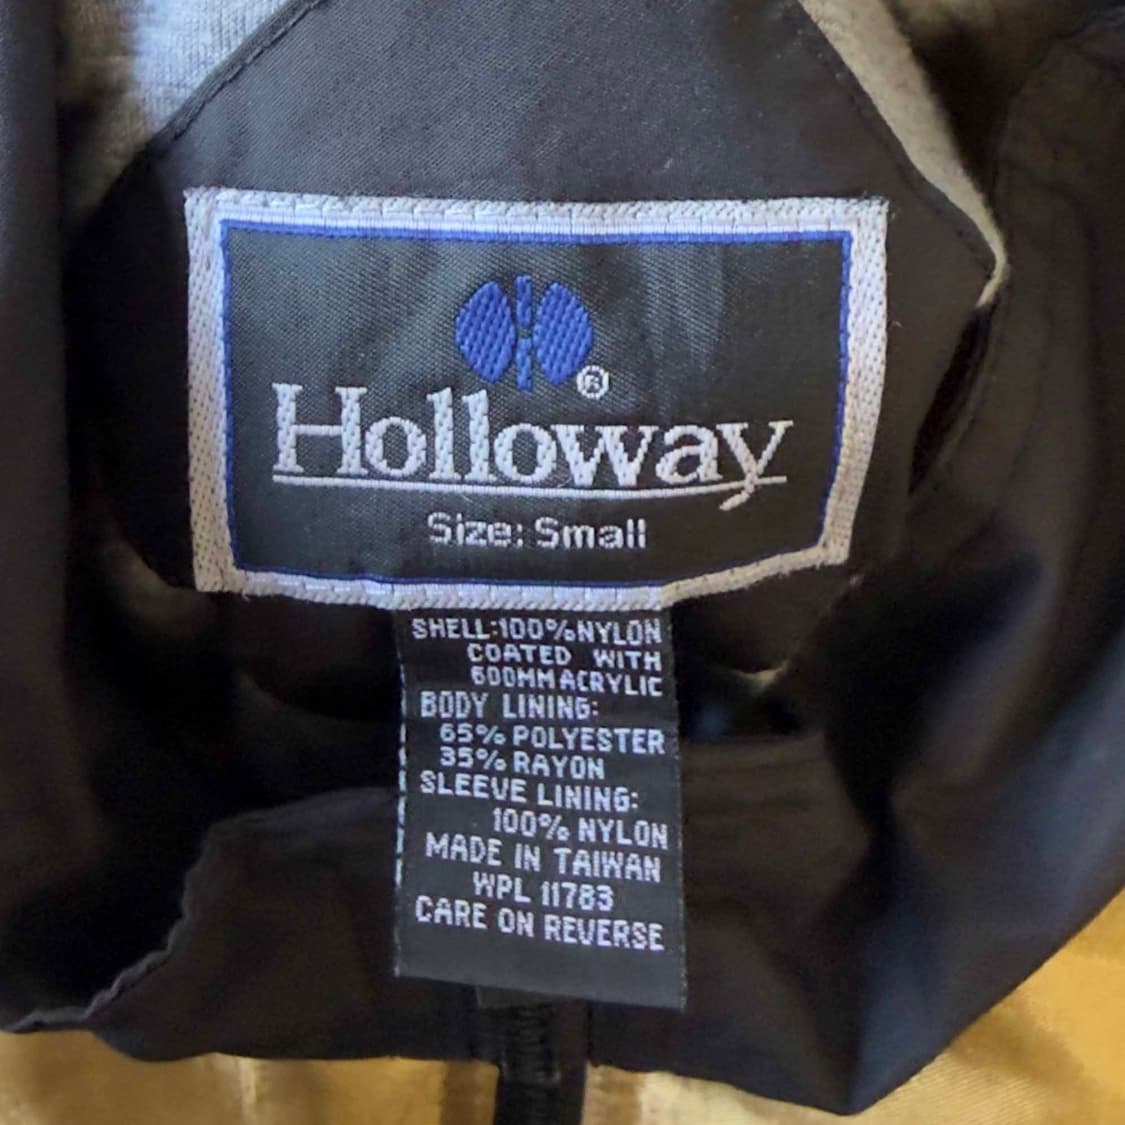 ®
Holloway
Size: Small
SHELL:100%NYLON
COATED WITH
600MM ACRYLIC
BODY LINING:
65% POLYESTER
35% RAYON
SLEEVE LINING:
100% NYLON
MADE IN TAIWAN
WPL 11783
CARE ON REVERSE